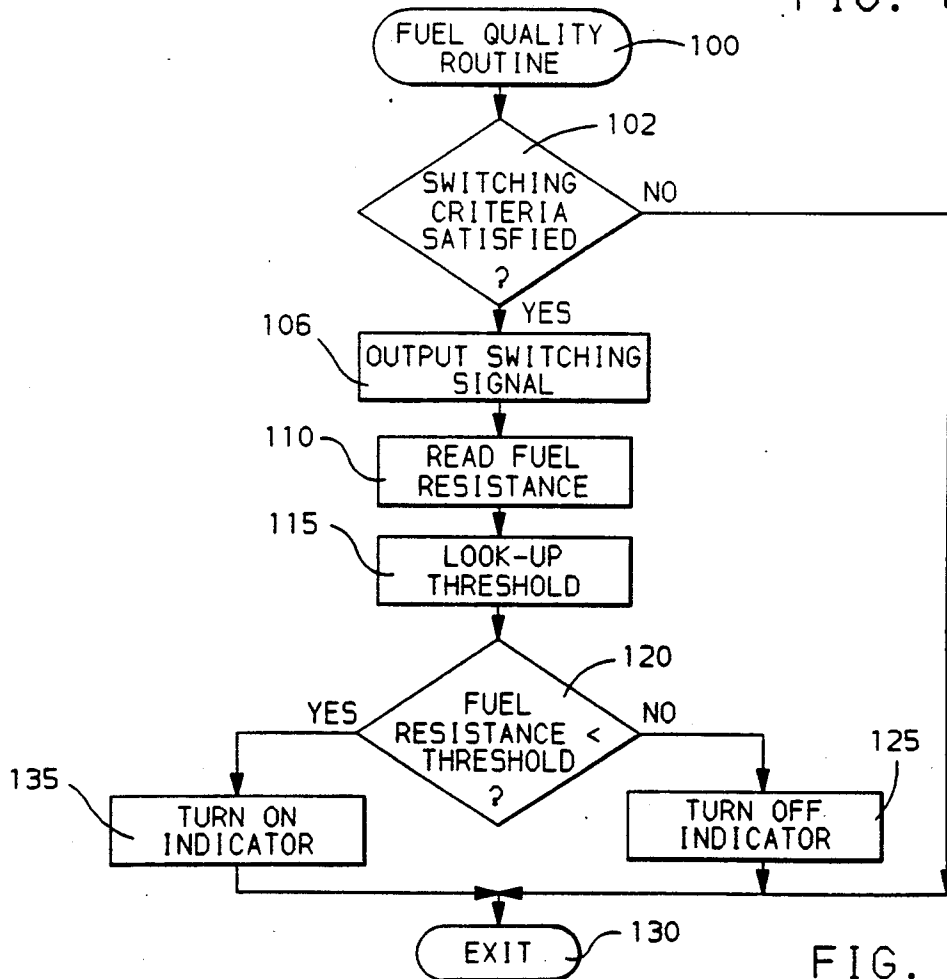 FIG.
FUEL QUALITY
ROUTINE
100
102
SWITCHING
CRITERIA
SATISFIED
?
NO
YES
106
OUTPUT SWITCHING
SIGNAL
110
READ FUEL
RESISTANCE
115
LOOK-UP
THRESHOLD
120
YES
FUEL
RESISTANCE <
THRESHOLD
?
NO
135
TURN ON
INDICATOR
125
TURN OFF
INDICATOR
EXIT
130
FIG.